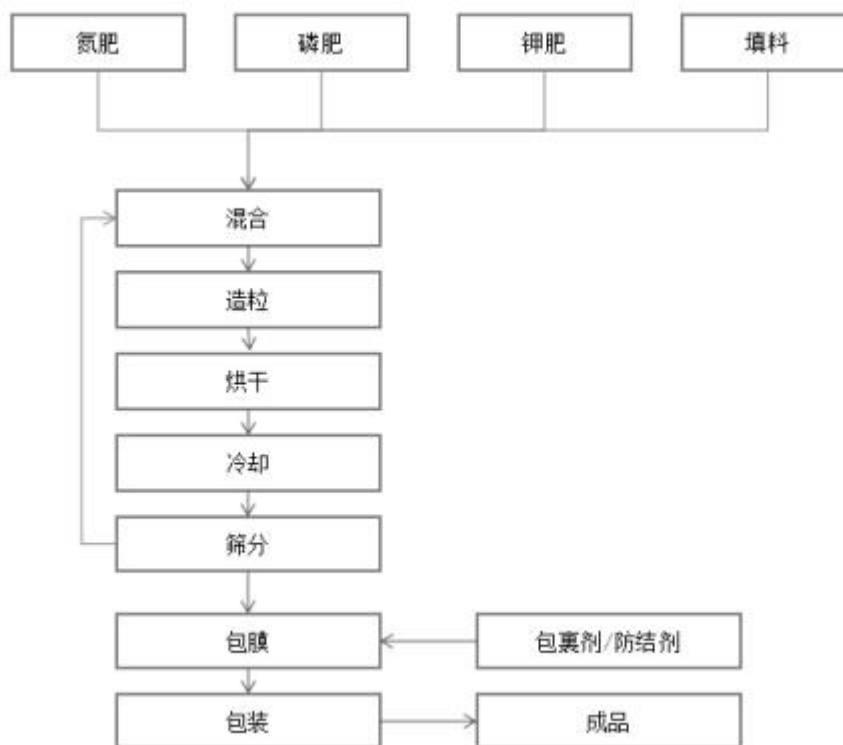 氮肥 磷肥 钾肥 填料
混合
造粒
烘干
冷却
筛分
包膜 包裹剂/防结剂
包装 成品